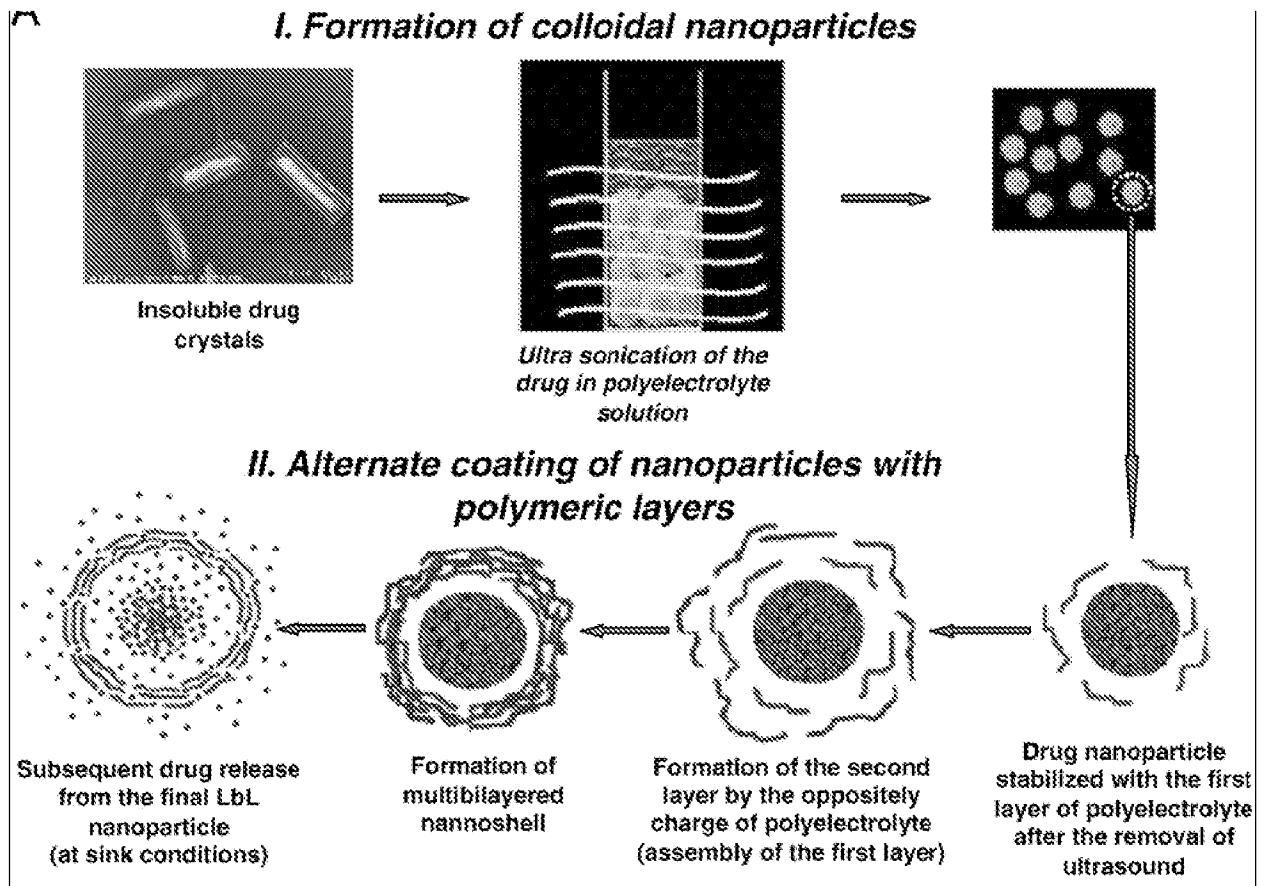 A
I. Formation of colloidal nanoparticles
Insoluble drug
crystals
Ultra sonication of the
drug in polyelectrolyte
solution
II. Alternate coating of nanoparticles with
polymeric layers
Subsequent drug release
from the final LbL
nanoparticle
(at sink conditions)
Formation of
multibilayered
nannoshell
Formation of the second
layer by the oppositely
charge of polyelectrolyte
(assembly of the first layer)
Drug nanoparticle
stabilized with the first
layer of polyelectrolyte
after the removal of
ultrasound